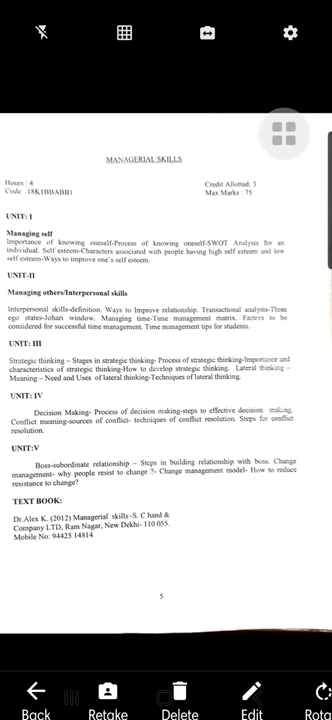 MANAGERIAL SKILLS
Hours : 4
Credit Allotted: 3
Code :18K1BBABB1
Max Marks : 75
UNIT: I
Managing self
Importance of knowing oneself-Process of knowing oneself-SWOT Analysis for an
individual. Self esteem-Characters associated with people having high self esteem and low
self esteem-Ways to improve one's self esteem.
UNIT-II
Managing others/Interpersonal skills
Interpersonal skills-definition. Ways to Improve relationship. Transactional analysis-Three
ego states-Johari window. Managing time-Time management matrix. Factors to be
considered for successful time management. Time management tips for students.
UNIT: III
Strategic thinking – Stages in strategic thinking- Process of strategic thinking-Importance and
characteristics of strategic thinking-How to develop strategic thinking. Lateral thinking –
Meaning – Need and Uses of lateral thinking-Techniques of lateral thinking.
UNIT: IV
Decision Making- Process of decision making-steps to effective decision making.
Conflict meaning-sources of conflict- techniques of conflict resolution. Steps for conflict
resolution.
UNIT:V
Boss-subordinate relationship – Steps in building relationship with boss. Change
management- why people resist to change ?- Change management model- How to reduce
resistance to change?
TEXT BOOK:
Dr.Alex K. (2012) Managerial skills -S. C hand &
Company LTD, Ram Nagar, New Dekhi- 110 055.
Mobile No: 94425 14814
5
Back
Retake
Delete
Edit
Rota